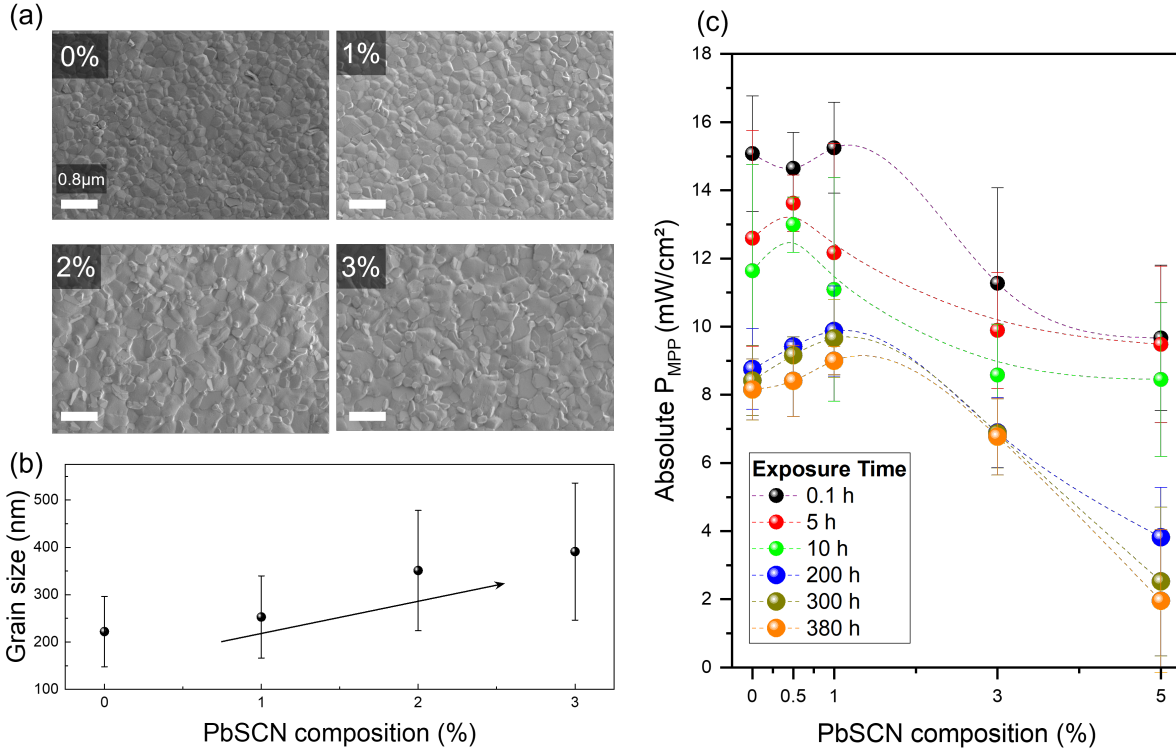 (a)
0%
0.8μm
1%
2%
3%
(b)
500
400
300
200
100
Grain size (nm)
0
1
2
3
PbSCN composition (%)
(c)
18
16
14
12
10
8
6
4
2
0
Absolute P_MPP (mW/cm²)
Exposure Time
0.1 h
5 h
10 h
200 h
300 h
380 h
0
0.5
1
3
5
PbSCN composition (%)